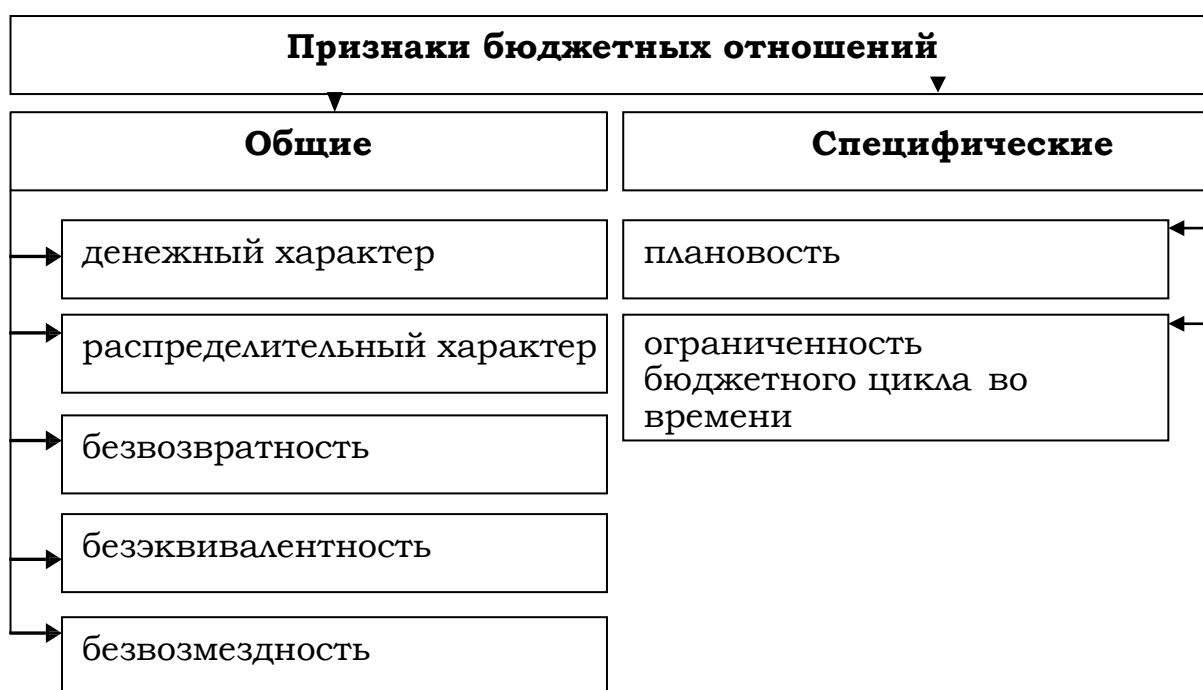 Признаки бюджетных отношений
Общие
денежный характер
распределительный характер
безвозвратность
безэквивалентность
безвозмездность
Специфические
плановость
ограниченность
бюджетного цикла во
времени